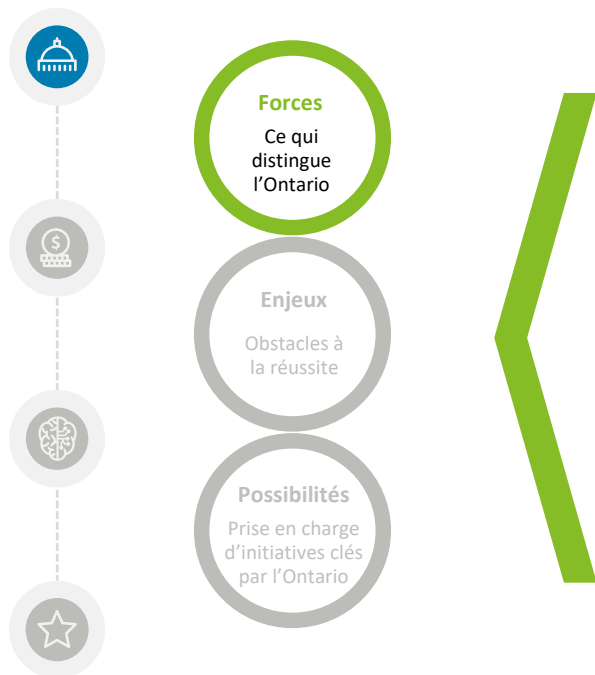 Forces
Ce qui
distingue
l’Ontario
$
Enjeux
Obstacles à
la réussite
Possibilités
Prise en charge
d’initiatives clés
par l’Ontario